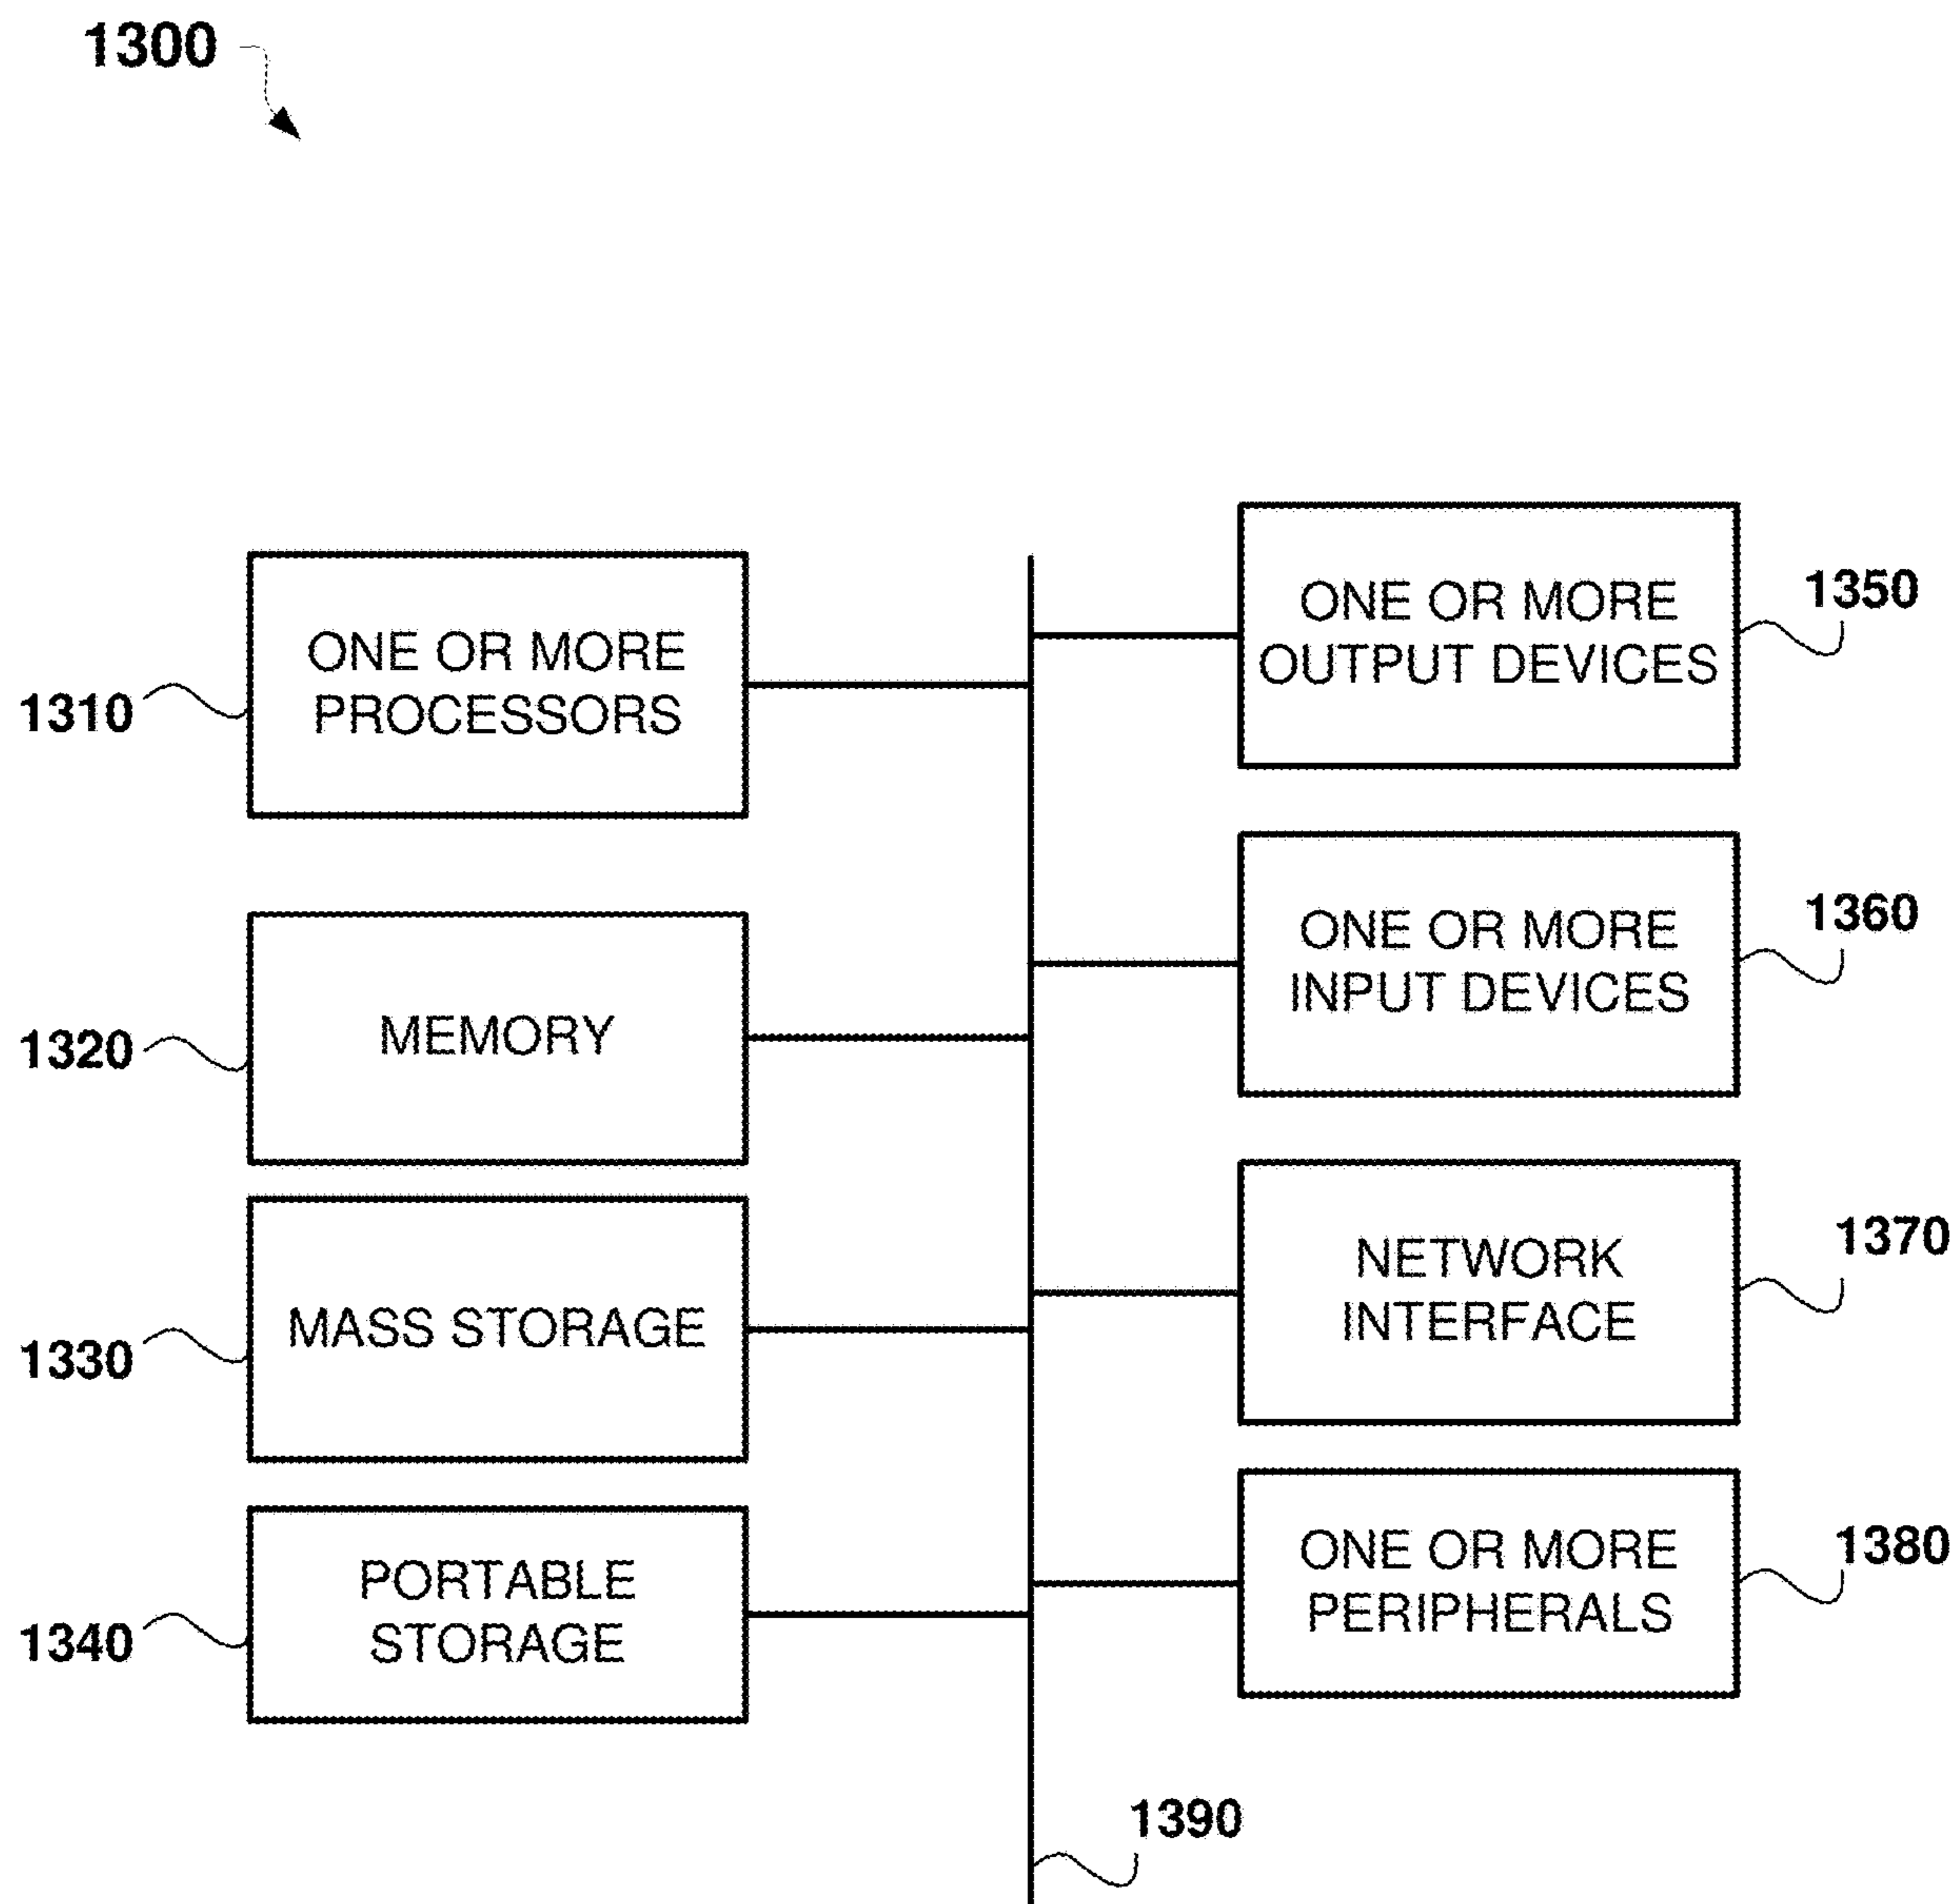 1300
ONE OR MORE
PROCESSORS
1310
MEMORY
1320
MASS STORAGE
1330
PORTABLE
STORAGE
1340
ONE OR MORE
OUTPUT DEVICES
1350
ONE OR MORE
INPUT DEVICES
1360
NETWORK
INTERFACE
1370
ONE OR MORE
PERIPHERALS
1380
1390